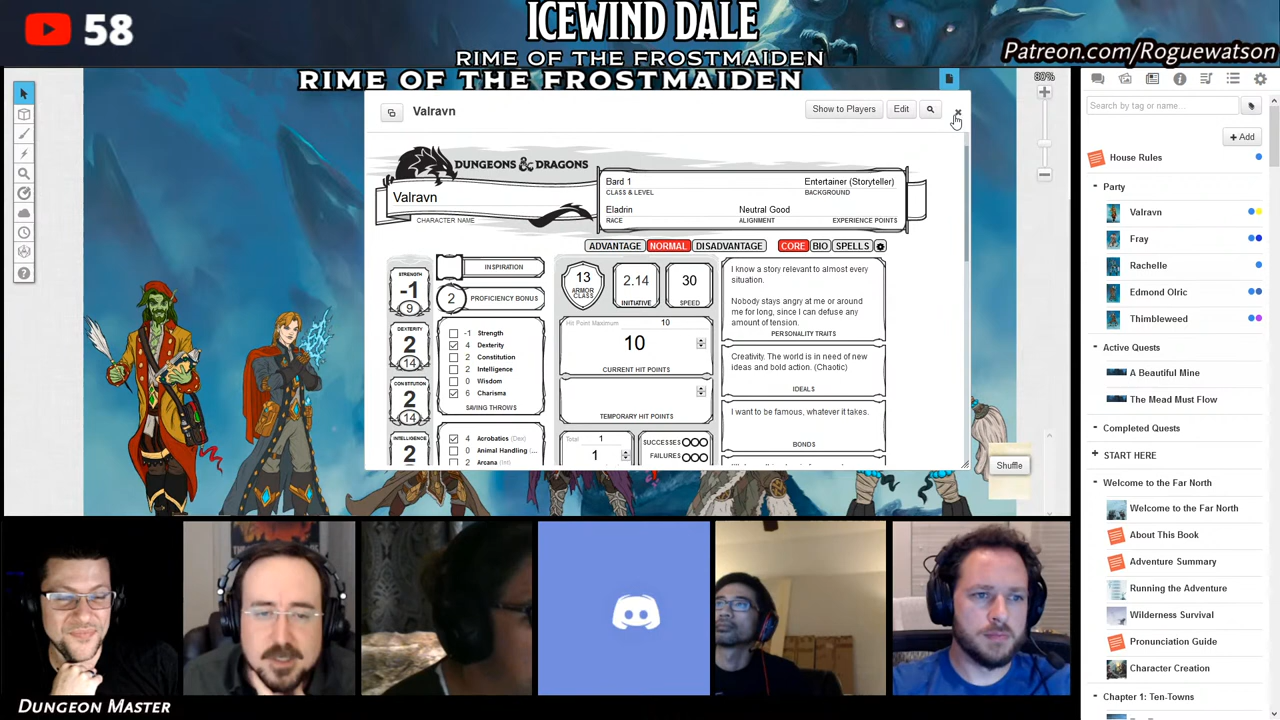 58
ICEWIND DALE
RIME OF THE FROSTMAIDEN
Patreon.com/Roguewatson
RIME OF THE FROSTMAIDEN
80%
Valravn
Show to Players
Edit
DUNGEONS & DRAGONS
Valravn
CHARACTER NAME
Bard 1
CLASS & LEVEL
Entertainer (Storyteller)
BACKGROUND
Eladrin
RACE
Neutral Good
ALIGNMENT
EXPERIENCE POINTS
ADVANTAGE NORMAL DISADVANTAGE
CORE BIO SPELLS
STRENGTH
-1
9
DEXTERITY
2
14
CONSTITUTION
2
14
INTELLIGENCE
2
INSPIRATION
2 PROFICIENCY BONUS
-1 Strength
4 Dexterity
2 Constitution
2 Intelligence
0 Wisdom
6 Charisma
SAVING THROWS
4 Acrobatics (Dex)
0 Animal Handling (...
2 Arcana (Int)
13
ARMOR
CLASS
2.14
INITIATIVE
30
SPEED
Hit Point Maximum 10
10
CURRENT HIT POINTS
TEMPORARY HIT POINTS
Total 1
1
SUCCESSES
FAILURES
I know a story relevant to almost every
situation.
Nobody stays angry at me or around
me for long, since I can defuse any
amount of tension.
PERSONALITY TRAITS
Creativity. The world is in need of new
ideas and bold action. (Chaotic)
IDEALS
I want to be famous, whatever it takes.
BONDS
Shuffle
Search by tag or name...
+ Add
House Rules
Party
Valravn
Fray
Rachelle
Edmond Olric
Thimbleweed
Active Quests
A Beautiful Mine
The Mead Must Flow
Completed Quests
START HERE
Welcome to the Far North
Welcome to the Far North
About This Book
Adventure Summary
Running the Adventure
Wilderness Survival
Pronunciation Guide
Character Creation
Chapter 1: Ten-Towns
DUNGEON MASTER